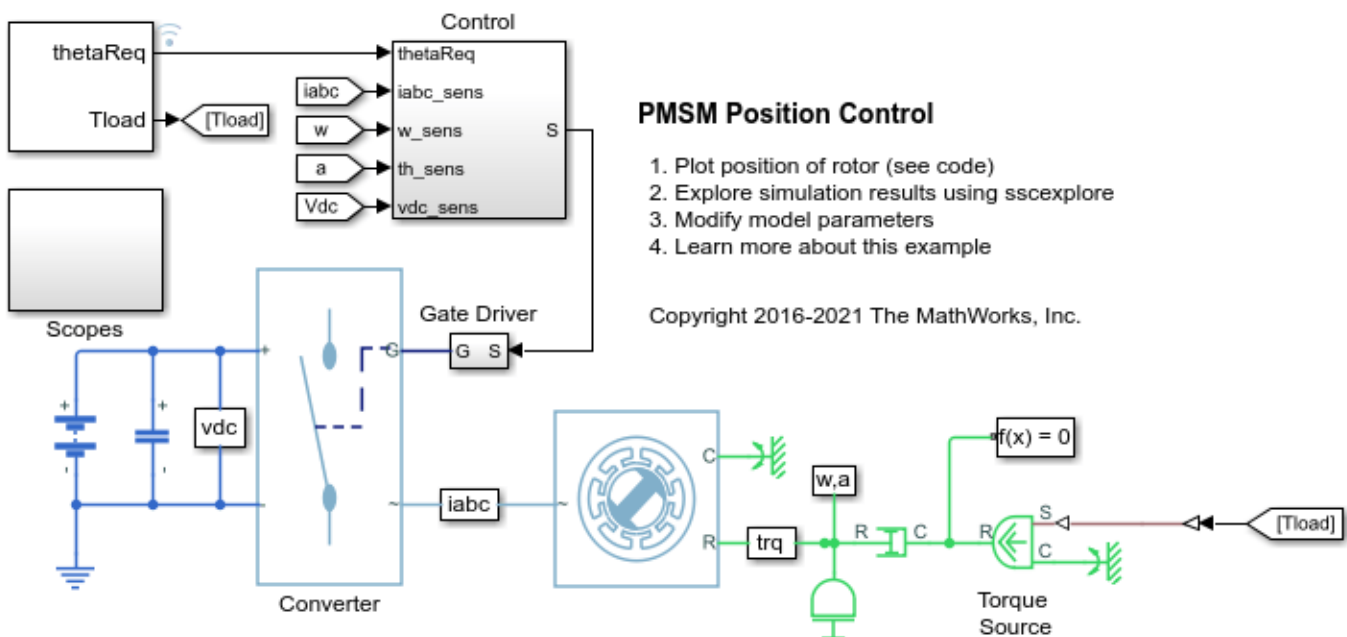 Control
thetaReq
Tload
[Tload]
iabc
w
a
Vdc
thetaReq
iabc_sens
w_sens
th_sens
vdc_sens
S
PMSM Position Control
1. Plot position of rotor (see code)
2. Explore simulation results using sscexplore
3. Modify model parameters
4. Learn more about this example
Copyright 2016-2021 The MathWorks, Inc.
Scopes
Gate Driver
G S
+
G
+
-
+
-
vdc
-
~
Converter
iabc
~
C
R
trq
w,a
R C
f(x) = 0
R
S
C
[Tload]
Torque
Source